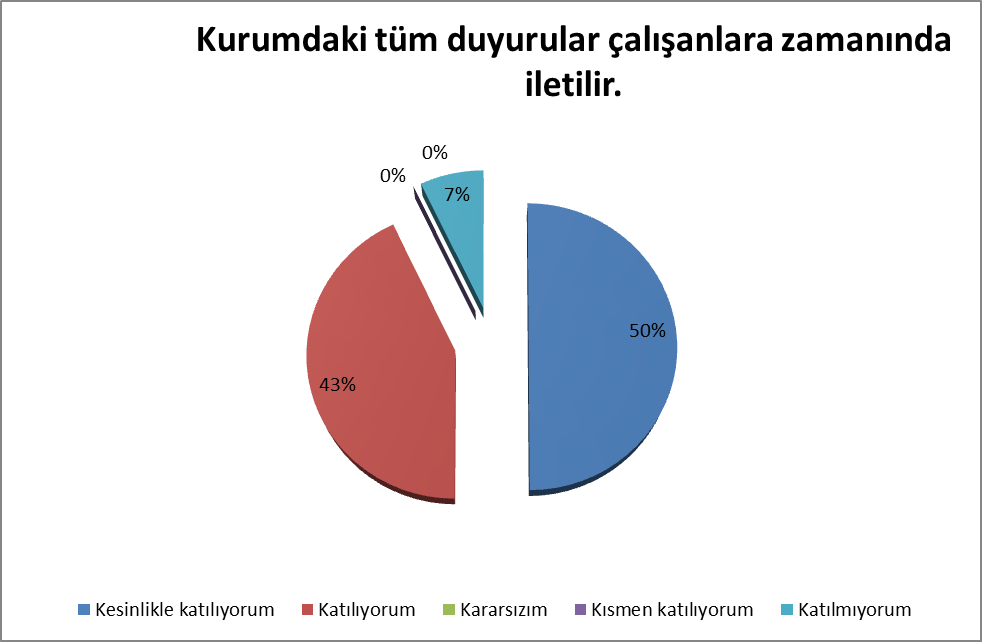 Kurumdaki tüm duyurular çalışanlara zamanında
iletilir.
0%
0%
7%
50%
43%
Kesinlikle katılıyorum Katılıyorum Kararsızım Kısmen katılıyorum Katılmıyorum